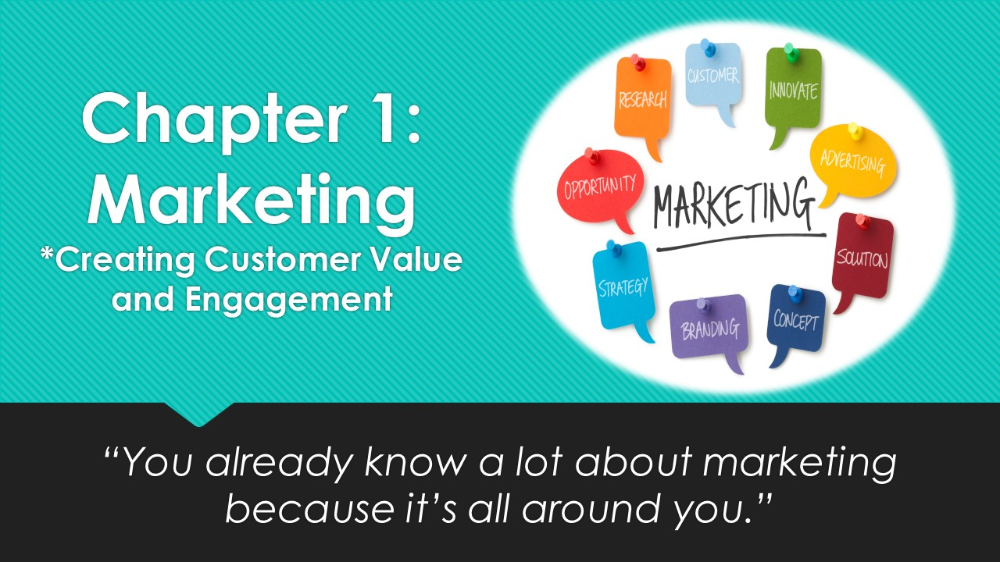 Chapter 1:
Marketing
*Creating Customer Value
and Engagement
CUSTOMER
INNOVATE
RESEARCH
ADVERTISING
OPPORTUNITY
MARKETING
SOLUTION
STRATEGY
BRANDING
CONCEPT
“You already know a lot about marketing
because it’s all around you.”